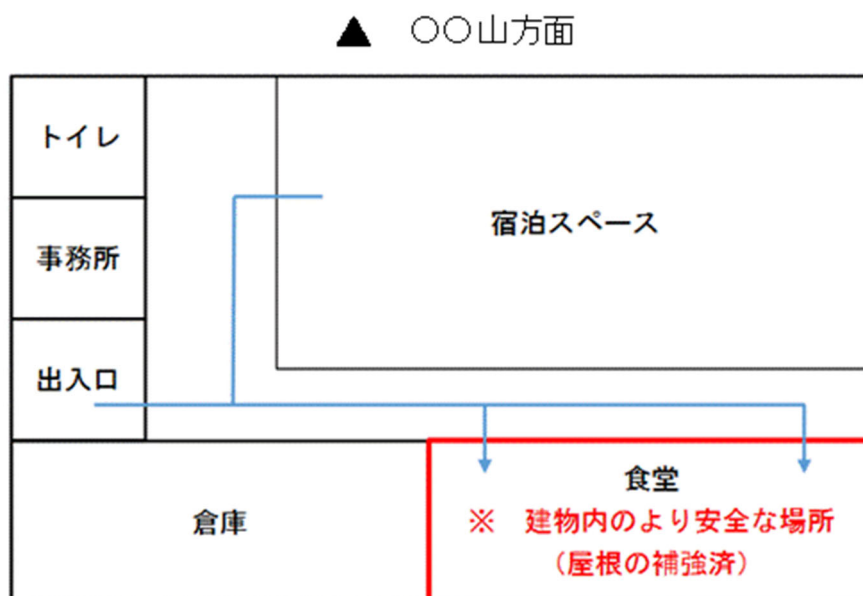 ▲ ○○山方面
トイレ
宿泊スペース
事務所
出入口
食堂
倉庫
※ 建物内のより安全な場所
（屋根の補強済）